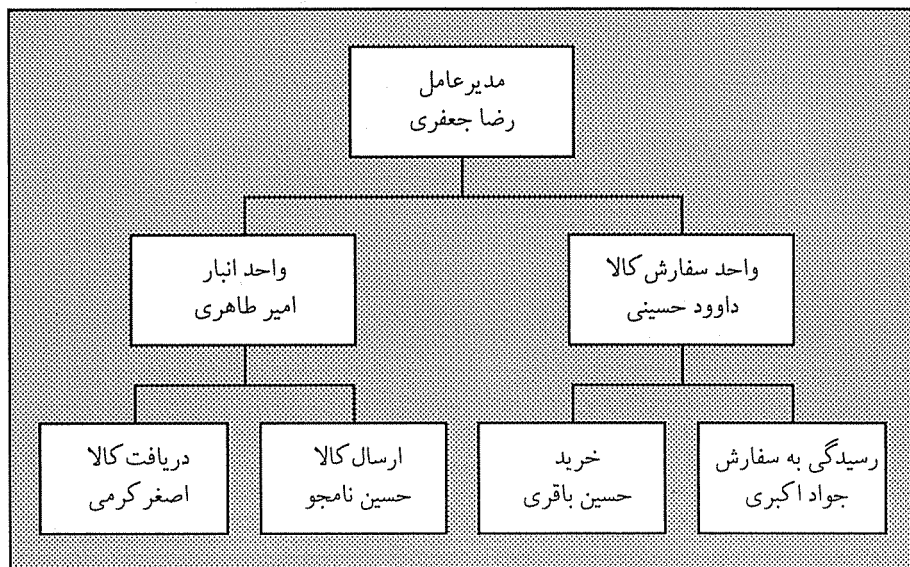 مدیرعامل
رضا جعفری
واحد سفارش کالا
داوود حسینی
واحد انبار
امیر طاهری
رسیدگی به سفارش
جواد اکبری
خرید
حسین باقری
ارسال کالا
حسین نامجو
دریافت کالا
اصغر کرمی